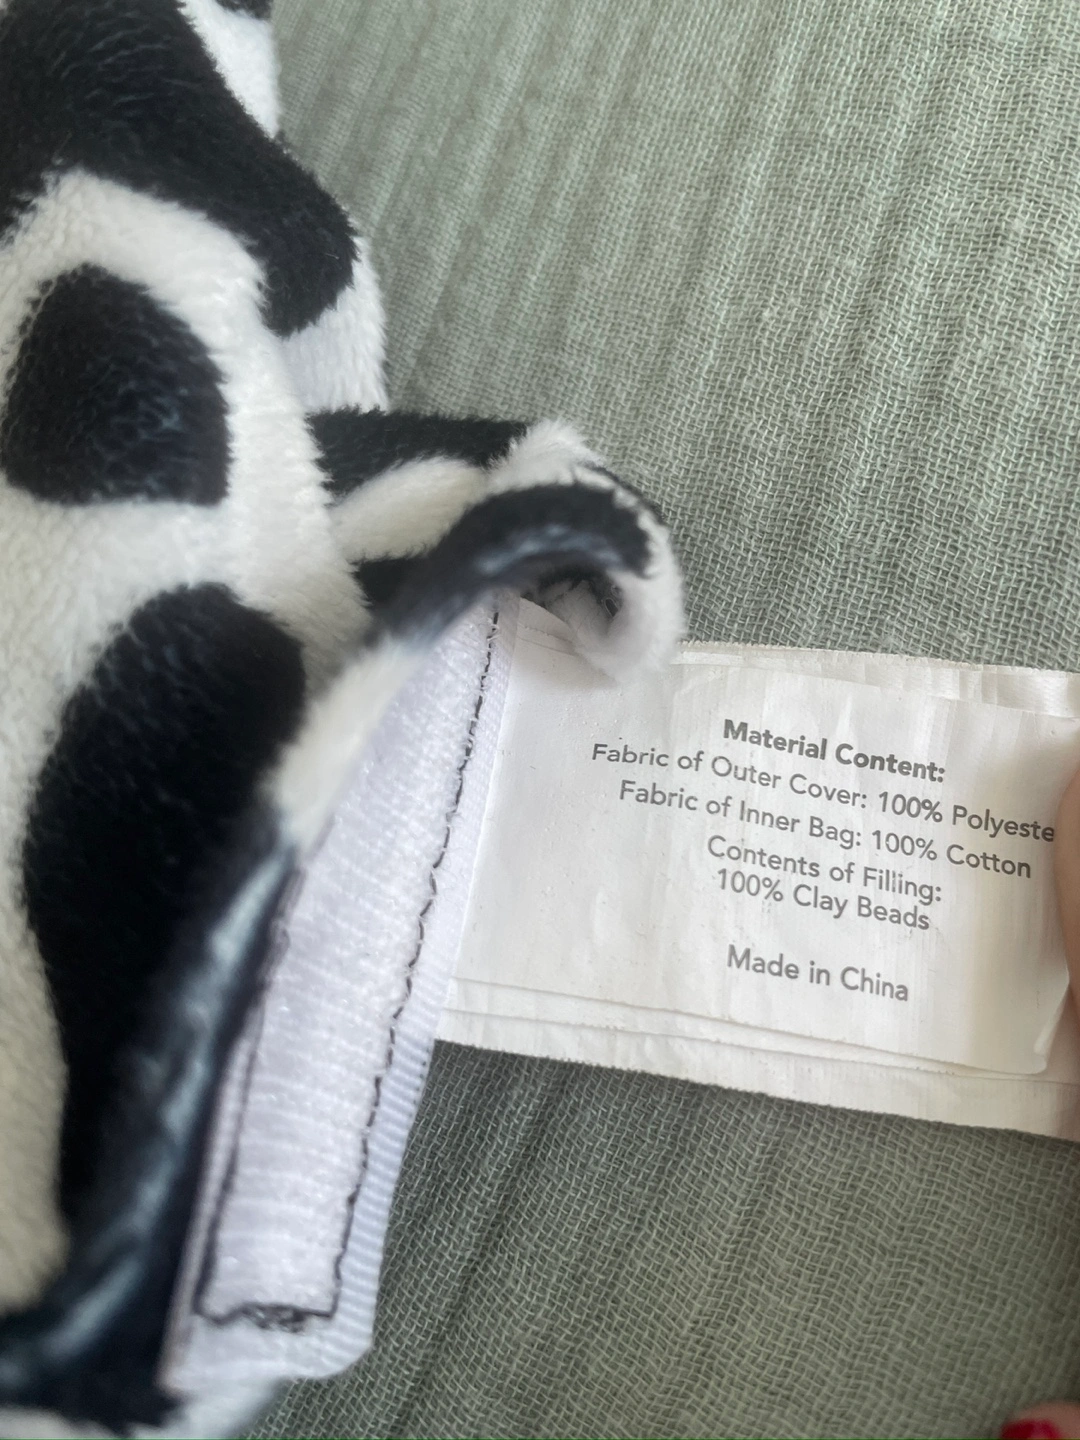 Material Content:
Fabric of Outer Cover: 100% Polyeste
Fabric of Inner Bag: 100% Cotton
Contents of Filling:
100% Clay Beads
Made in China